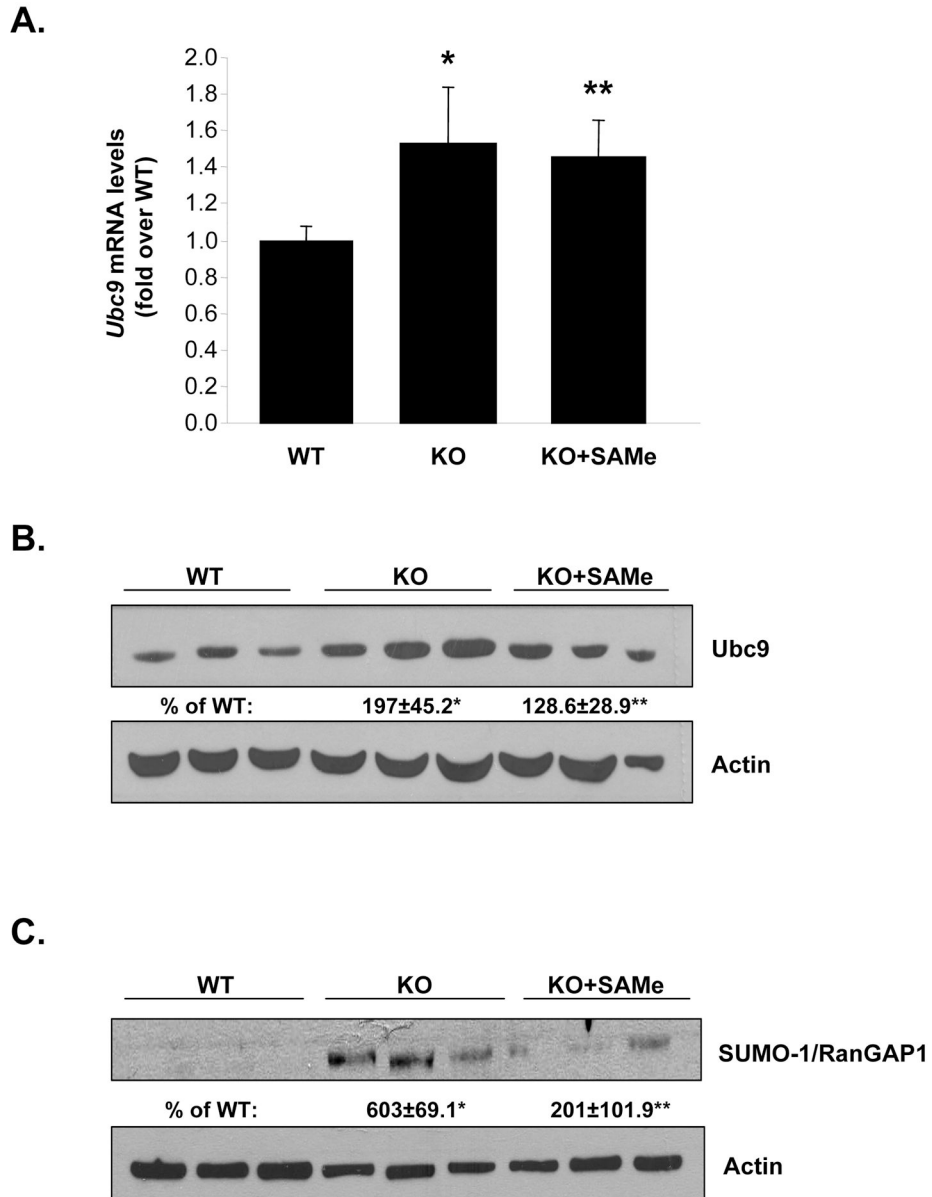 A.
2.0
1.8
1.6
1.4
1.2
1.0
0.8
0.6
0.4
0.2
0.0
Ubc9 mRNA levels
(fold over WT)
*
**
WT KO KO+SAMe
B.
WT KO KO+SAMe
Ubc9
% of WT: 197±45.2* 128.6±28.9**
Actin
C.
WT KO KO+SAMe
SUMO-1/RanGAP1
% of WT: 603±69.1* 201±101.9**
Actin